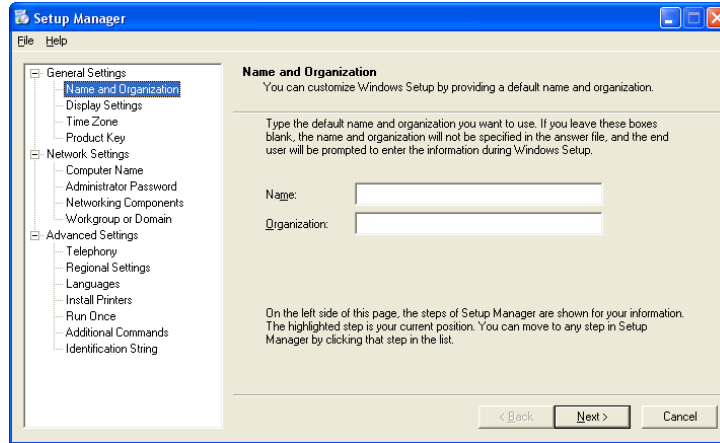 Setup Manager
File Help
General Settings
Name and Organization
Display Settings
Time Zone
Product Key
Network Settings
Computer Name
Administrator Password
Networking Components
Workgroup or Domain
Advanced Settings
Telephony
Regional Settings
Languages
Install Printers
Run Once
Additional Commands
Identification String
Name and Organization
You can customize Windows Setup by providing a default name and organization.
Type the default name and organization you want to use. If you leave these boxes
blank, the name and organization will not be specified in the answer file, and the end
user will be prompted to enter the information during Windows Setup.
Name:
Organization:
On the left side of this page, the steps of Setup Manager are shown for your information.
The highlighted step is your current position. You can move to any step in Setup
Manager by clicking that step in the list.
< Back Next > Cancel